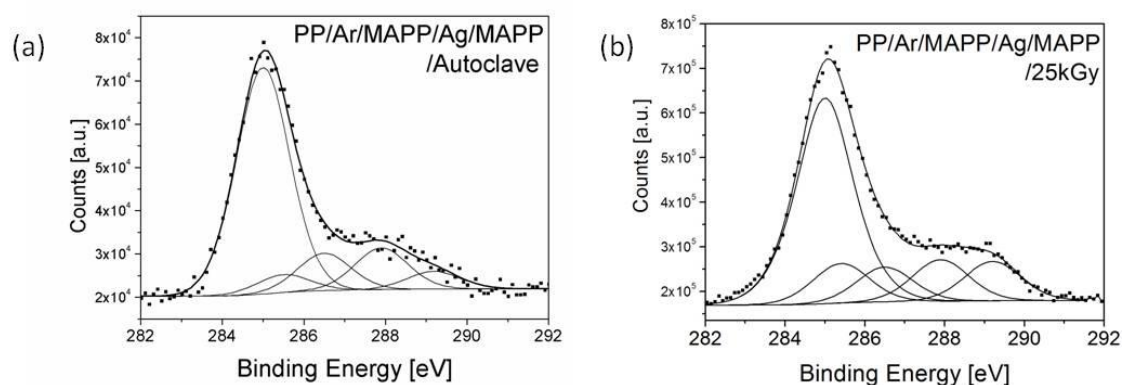 (a)
PP/Ar/MAPP/Ag/MAPP
/Autoclave
Counts [a.u.]
8x10⁴
7x10⁴
6x10⁴
5x10⁴
4x10⁴
3x10⁴
2x10⁴
282 284 286 288 290 292
Binding Energy [eV]
(b)
PP/Ar/MAPP/Ag/MAPP
/25kGy
Counts [a.u.]
8x10⁵
7x10⁵
6x10⁵
5x10⁵
4x10⁵
3x10⁵
2x10⁵
282 284 286 288 290 292
Binding Energy [eV]